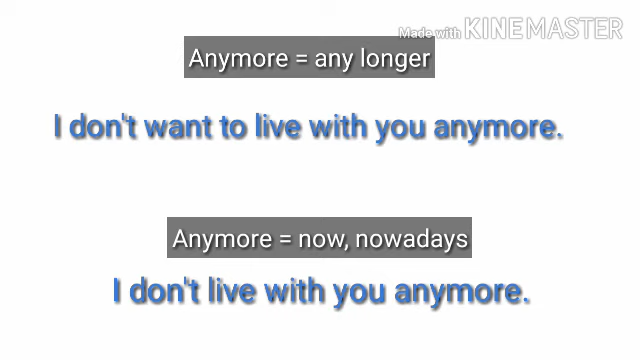 Made with KINEMASTER
Anymore = any longer
I don't want to live with you anymore.
Anymore = now, nowadays
I don't live with you anymore.